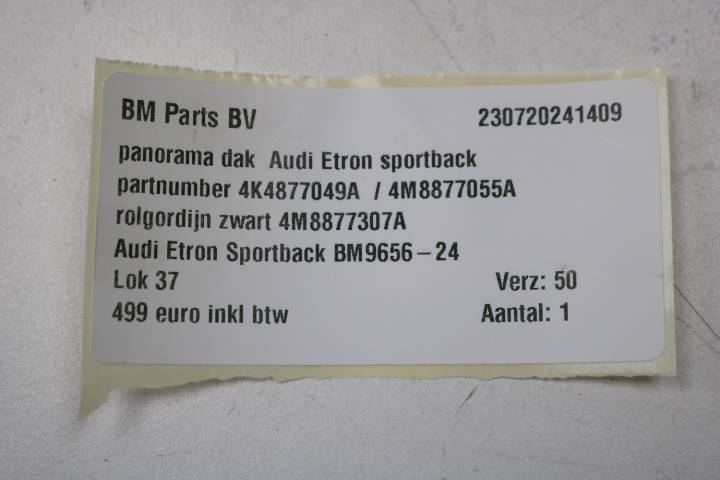 BM Parts BV 230720241409
panorama dak Audi Etron sportback
partnumber 4K4877049A / 4M8877055A
rolgordijn zwart 4M8877307A
Audi Etron Sportback BM9656-24
Lok 37 Verz: 50
499 euro inkl btw Aantal: 1